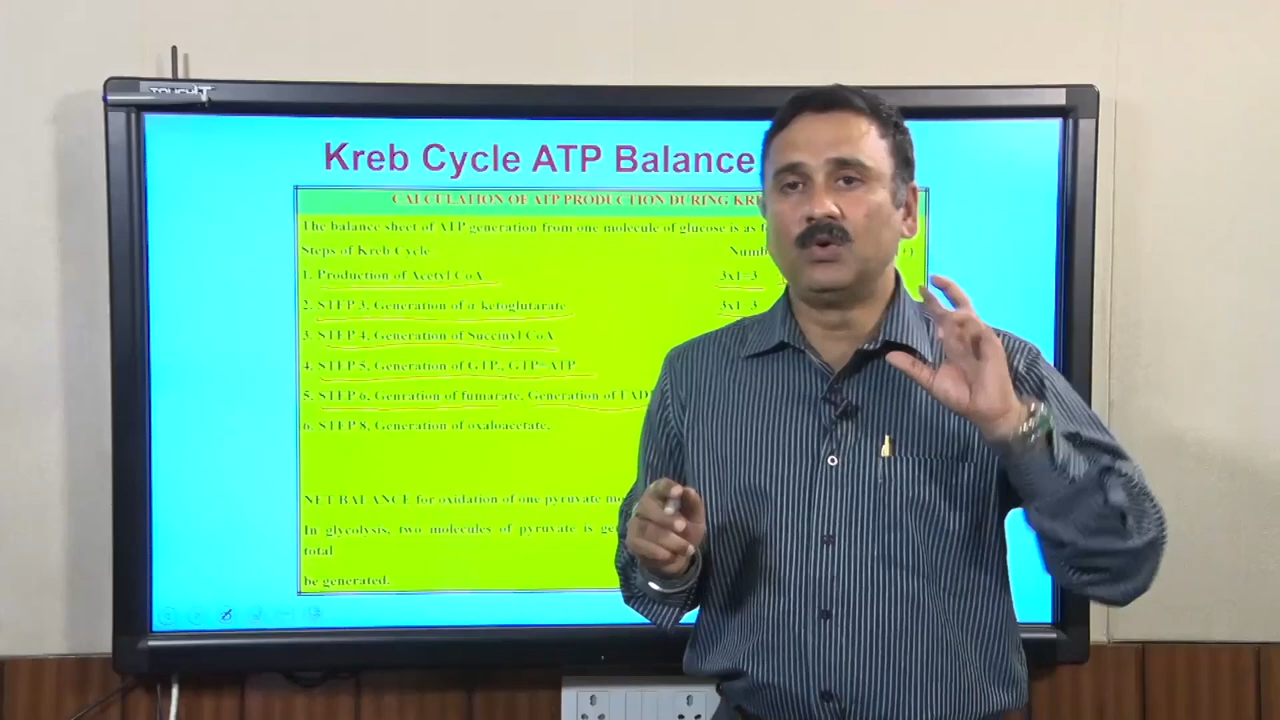 TOUCHIT
Kreb Cycle ATP Balance
CALCULATION OF ATP PRODUCTION DURING
The balance sheet of ATP generation from one molecule of glucose is as
Steps of Kreb Cycle
1. Production of Acetyl CoA 3x1=3
2. STEP 3, Generation of α ketoglutarate 3x1=3
3. STEP 4, Generation of Succinyl CoA
4. STEP 5, Generation of GTP,, GTP=ATP
5. STEP 6, Genration of fumarate, Generation of FAD
6. STEP 8, Generation of oxaloacetate,
NET BALANCE for oxidation of one pyruvate
In glycolysis, two molecules of pyruvate is
total
be generated.